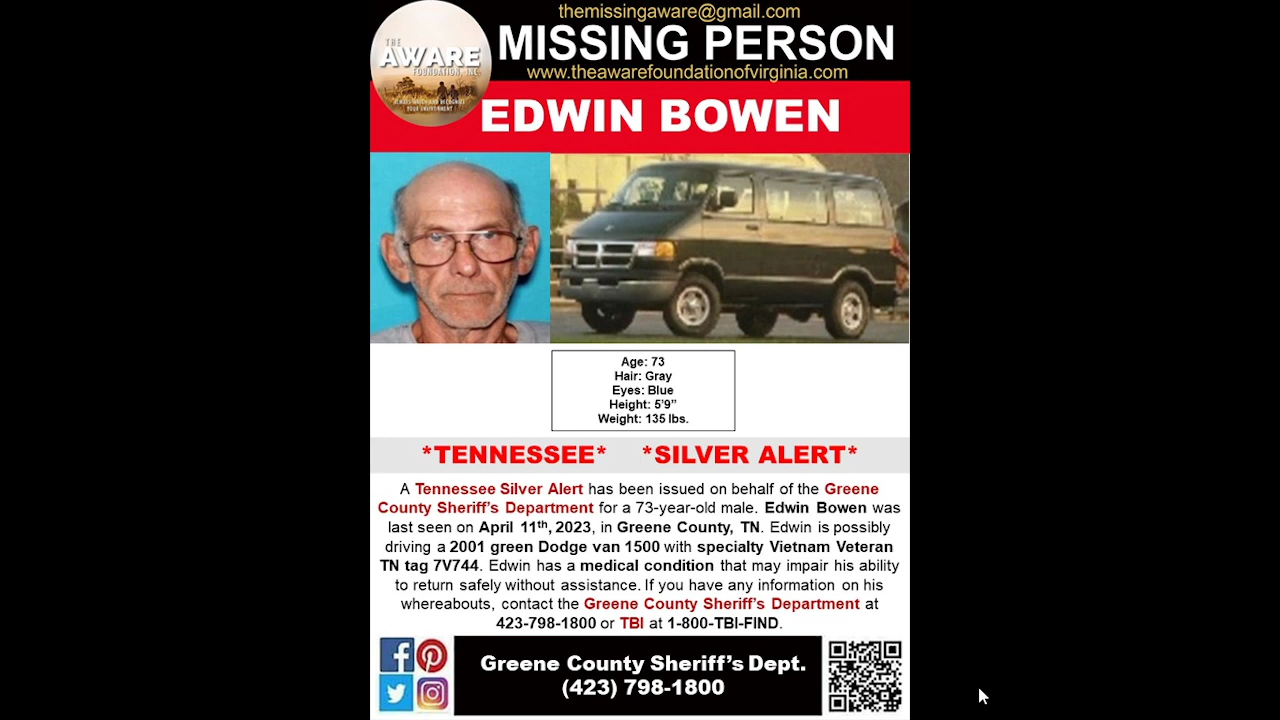 themissingaware@gmail.com
MISSING PERSON
www.theawarefoundationofvirginia.com
THE
AWARE
FOUNDATION, INC.
EDWIN BOWEN
Age: 73
Hair: Gray
Eyes: Blue
Height: 5’9”
Weight: 135 lbs.
*TENNESSEE* *SILVER ALERT*
A Tennessee Silver Alert has been issued on behalf of the Greene
County Sheriff’s Department for a 73-year-old male. Edwin Bowen was
last seen on April 11th, 2023, in Greene County, TN. Edwin is possibly
driving a 2001 green Dodge van 1500 with specialty Vietnam Veteran
TN tag 7V744. Edwin has a medical condition that may impair his ability
to return safely without assistance. If you have any information on his
whereabouts, contact the Greene County Sheriff’s Department at
423-798-1800 or TBI at 1-800-TBI-FIND.
Greene County Sheriff’s Dept.
(423) 798-1800